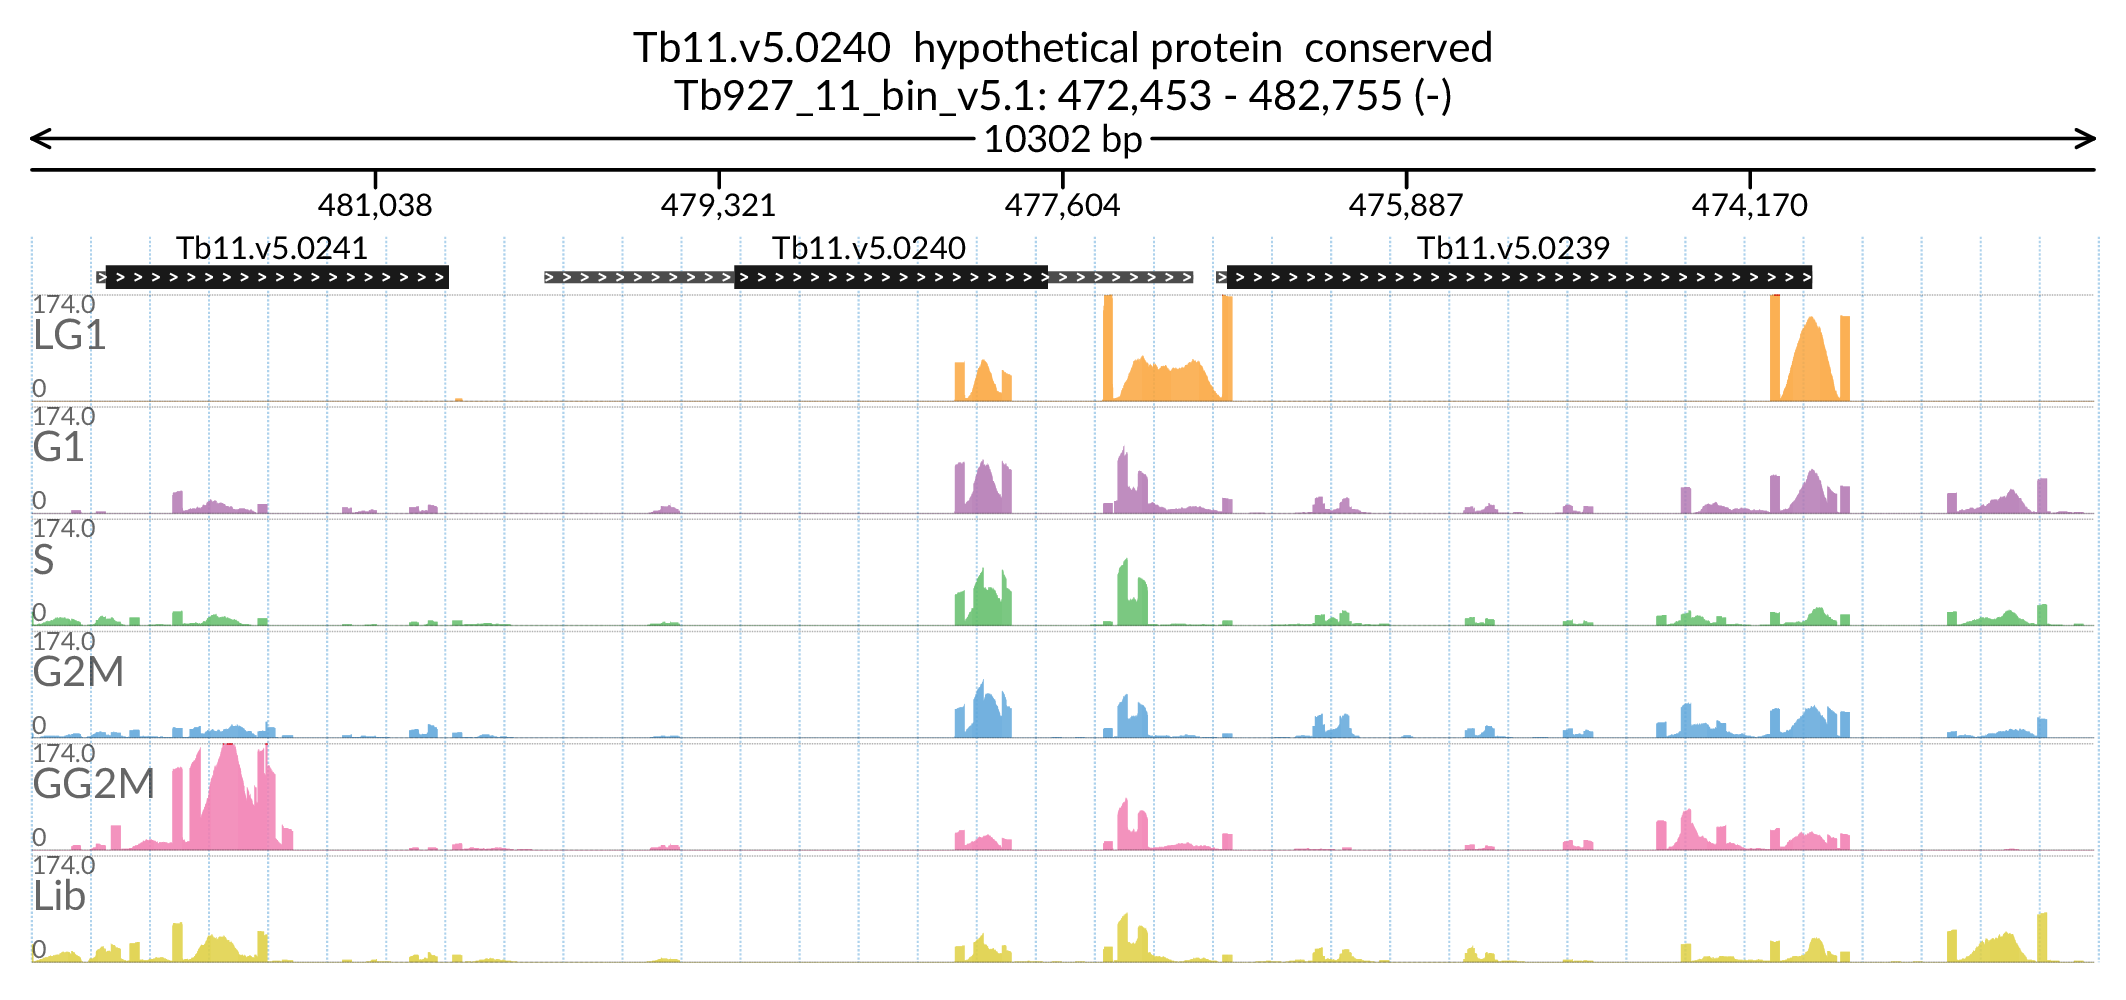 Tb11.v5.0240 hypothetical protein conserved
Tb927_11_bin_v5.1: 472,453 - 482,755 (-)
10302 bp
481,038 479,321 477,604 475,887 474,170
Tb11.v5.0241 Tb11.v5.0240 Tb11.v5.0239
174.0
LG1
0
174.0
G1
0
174.0
S
0
174.0
G2M
0
174.0
GG2M
0
174.0
Lib
0